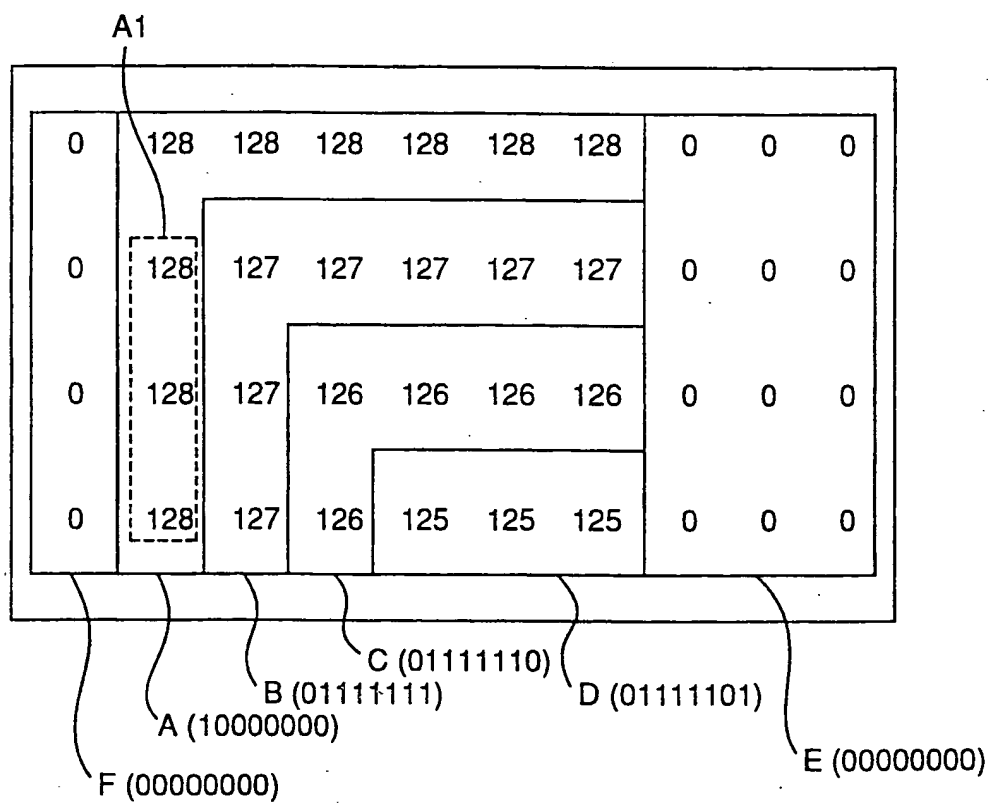 A1
0 128 128 128 128 128 128 0 0 0
0 128 127 127 127 127 127 0 0 0
0 128 127 126 126 126 126 0 0 0
0 128 127 126 125 125 125 0 0 0
C (01111110)
B (01111111) D (01111101)
A (10000000)
E (00000000)
F (00000000)